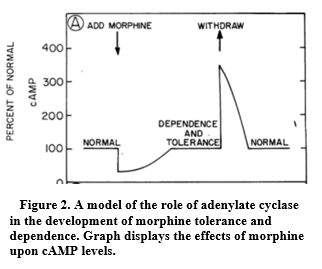 A ADD MORPHINE
WITHDRAW
PERCENT OF NORMAL
cAMP
400
300
200
100
0
NORMAL
DEPENDENCE
AND
TOLERANCE
NORMAL
Figure 2. A model of the role of adenylate cyclase
in the development of morphine tolerance and
dependence. Graph displays the effects of morphine
upon cAMP levels.